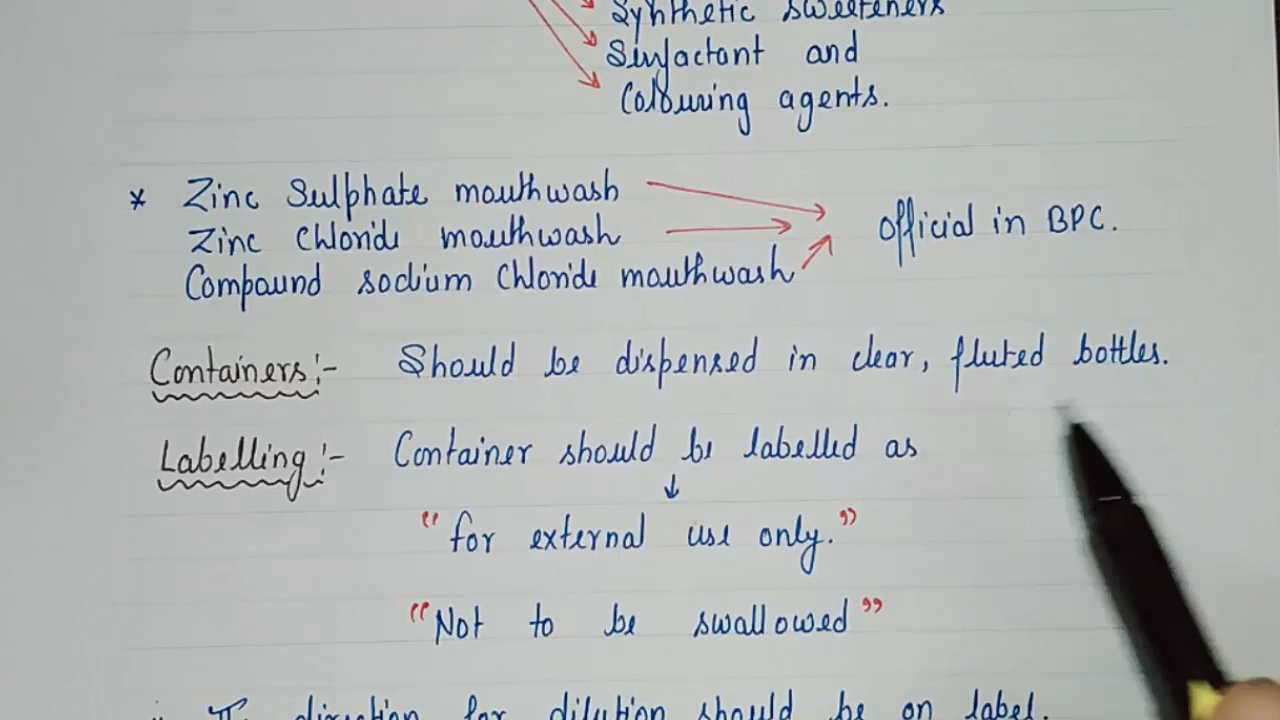 Synthetic sweeteners
Surfactant and
Colouring agents.
* Zinc Sulphate mouthwash
Zinc Chloride mouthwash
Compound sodium Chloride mouthwash
official in BPC.
Containers:- Should be dispensed in clear, fluted bottles.
Labelling:- Container should be labelled as
"for external use only."
"Not to be swallowed"
direction for dilution should be on label.